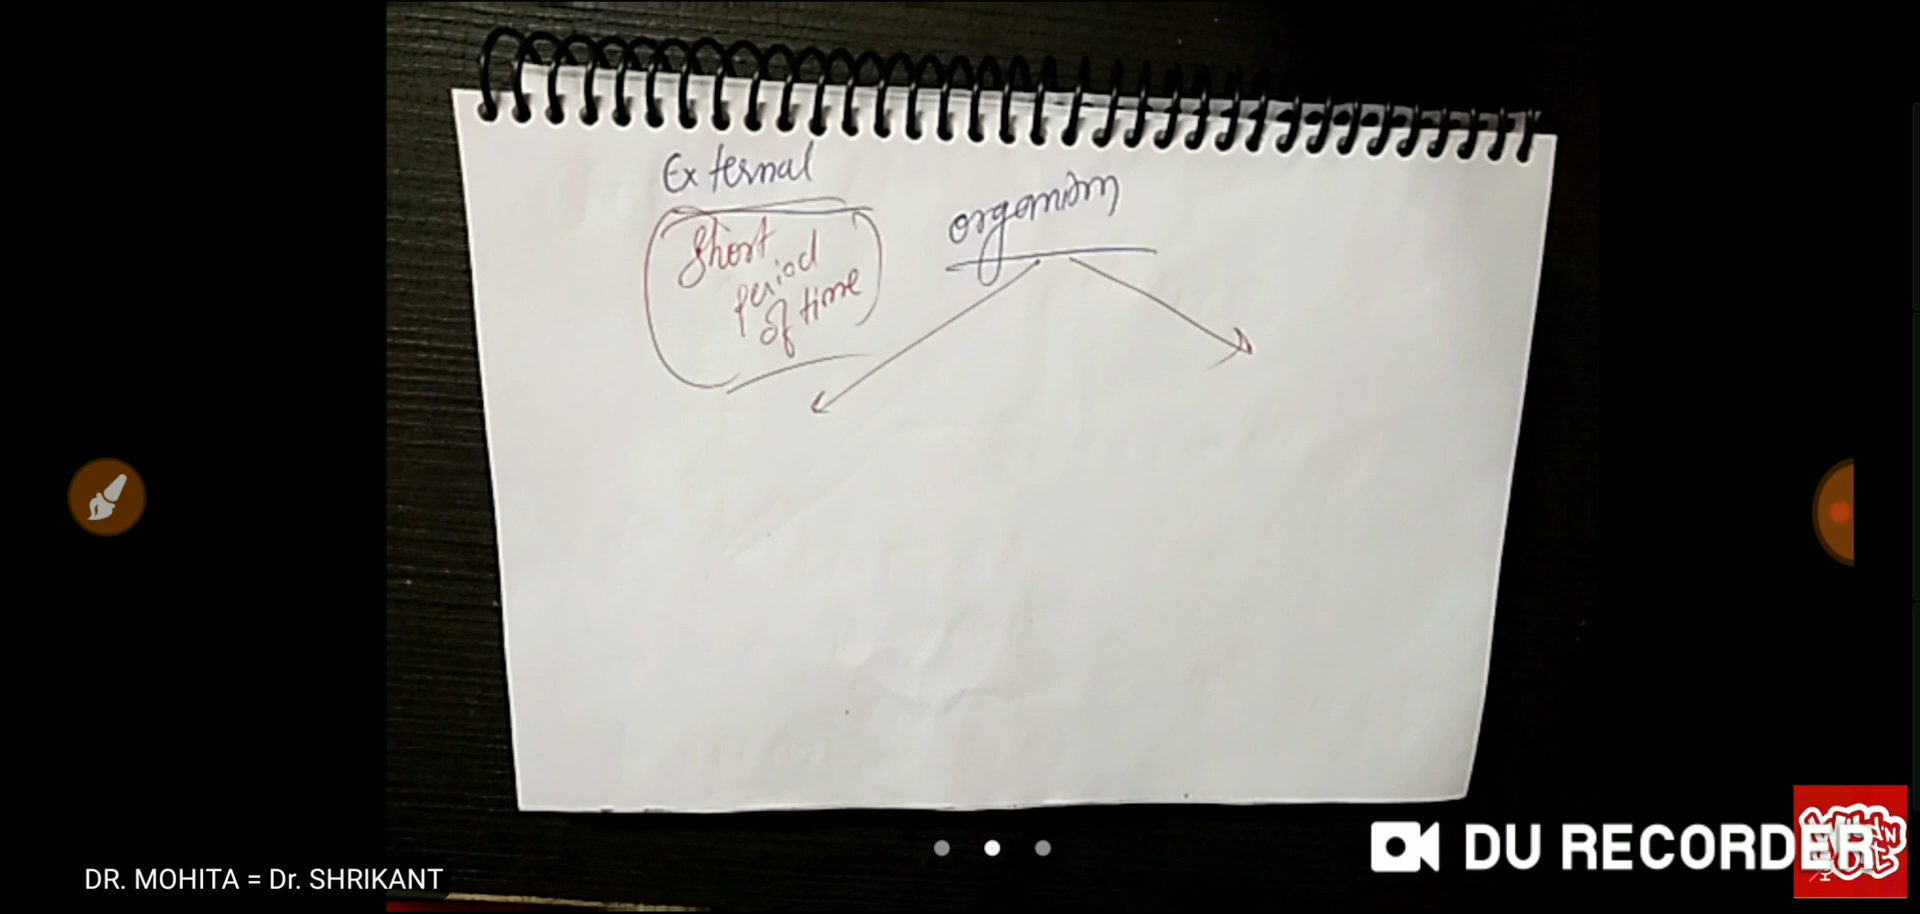 External
Short
period
of time
organism
DU RECORDER
DR. MOHITA = Dr. SHRIKANT